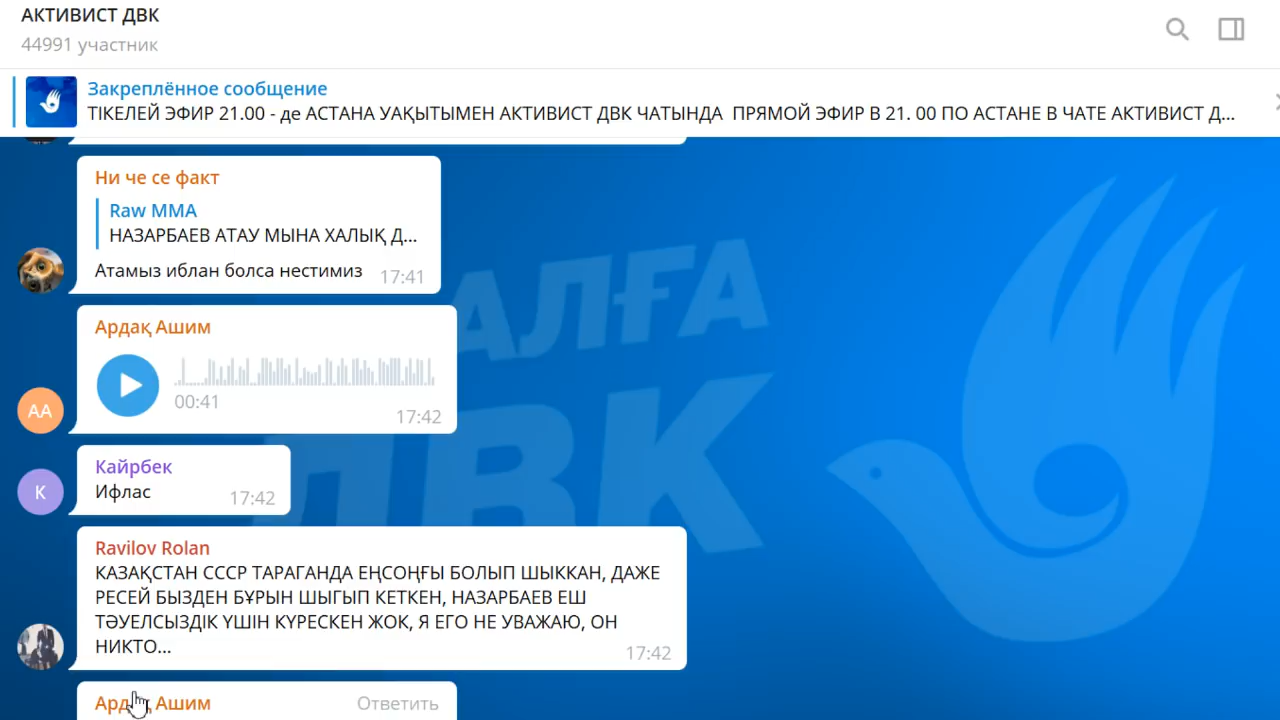 АКТИВИСТ ДВК
44991 участник
Закреплённое сообщение
ТІКЕЛЕЙ ЭФИР 21.00 - де АСТАНА УАҚЫТЫМЕН АКТИВИСТ ДВК ЧАТЫНДА ПРЯМОЙ ЭФИР В 21. 00 ПО АСТАНЕ В ЧАТЕ АКТИВИСТ Д...
Ни че се факт
Raw MMA
НАЗАРБАЕВ АТАУ МЫНА ХАЛЫҚ Д...
Атамыз иблан болса нестимиз 17:41
Ардақ Ашим
00:41
17:42
АА
Кайрбек
Ифлас 17:42
К
Ravilov Rolan
КАЗАҚСТАН СССР ТАРАГАНДА ЕҢСОҢҒЫ БОЛЫП ШЫККАН, ДАЖЕ
РЕСЕЙ БЫЗДЕН БҰРЫН ШЫГЫП КЕТКЕН, НАЗАРБАЕВ ЕШ
ТӘУЕЛСЫЗДІК ҮШІН КҮРЕСКЕН ЖОК, Я ЕГО НЕ УВАЖАЮ, ОН
НИКТО... 17:42
Ардақ Ашим Ответить
АЛҒА
ДВК